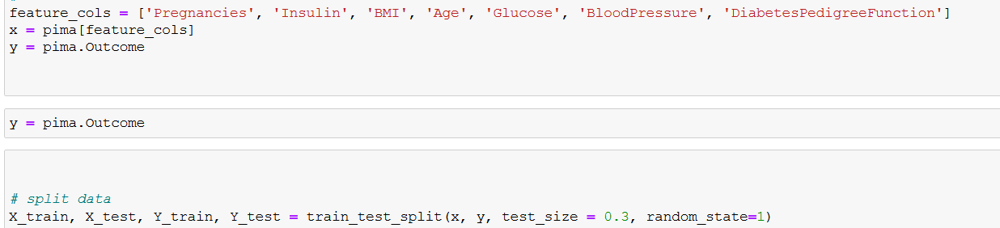 feature_cols = ['Pregnancies', 'Insulin', 'BMI', 'Age', 'Glucose', 'BloodPressure', 'DiabetesPedigreeFunction']
x = pima[feature_cols]
y = pima.Outcome
y = pima.Outcome
# split data
X_train, X_test, Y_train, Y_test = train_test_split(x, y, test_size = 0.3, random_state=1)